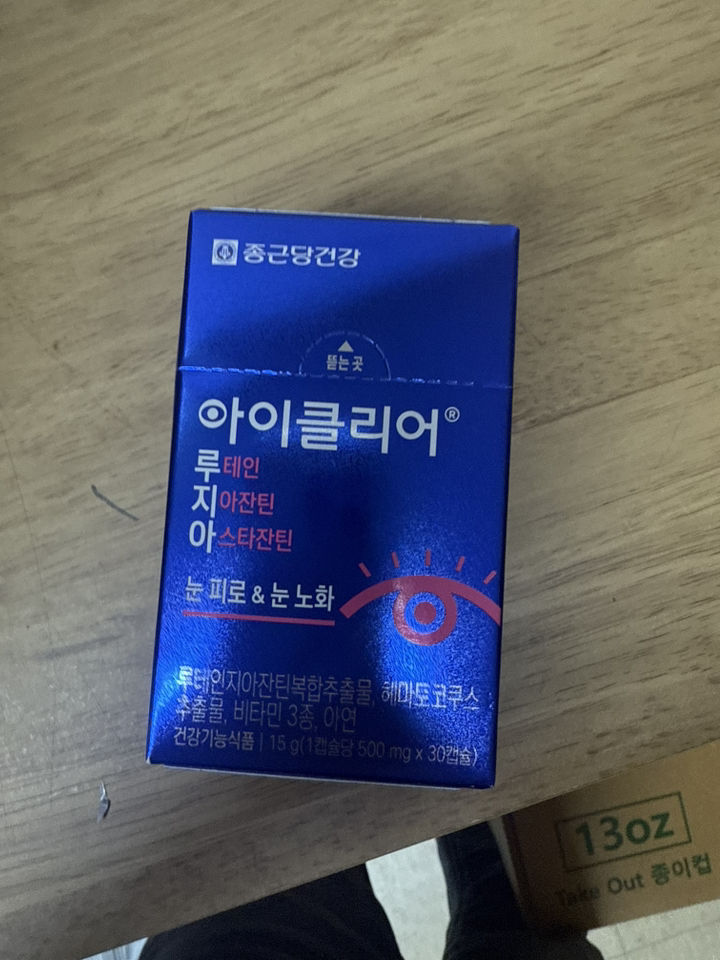 종근당건강
뜯는 곳
아이클리어®
루테인
지아잔틴
아스타잔틴
눈 피로 & 눈 노화
루테인지아잔틴복합추출물, 헤마토코쿠스
추출물, 비타민 3종, 아연
건강기능식품 | 15 g(1캡슐당 500 mg x 30캡슐)
13oz
Take Out 종이컵